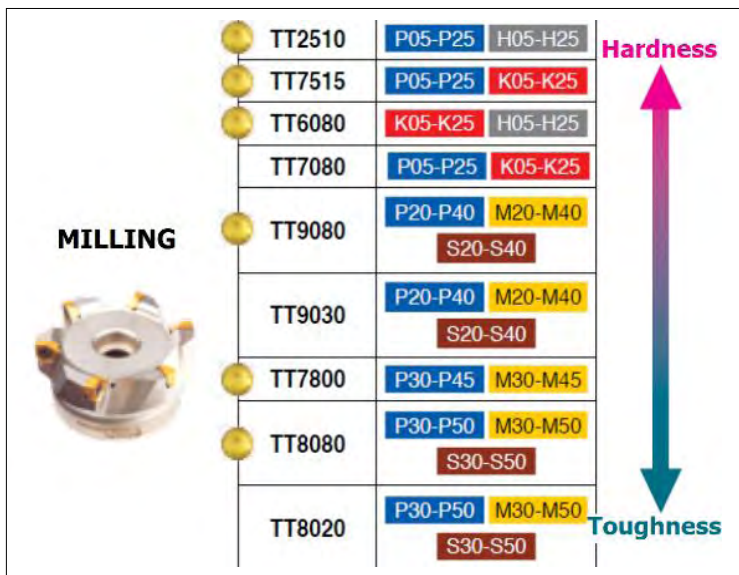 TT2510 P05-P25 H05-H25
Hardness
TT7515 P05-P25 K05-K25
TT6080 K05-K25 H05-H25
TT7080 P05-P25 K05-K25
MILLING
TT9080 P20-P40 M20-M40
S20-S40
TT9030 P20-P40 M20-M40
S20-S40
TT7800 P30-P45 M30-M45
TT8080 P30-P50 M30-M50
S30-S50
TT8020 P30-P50 M30-M50
S30-S50
Toughness